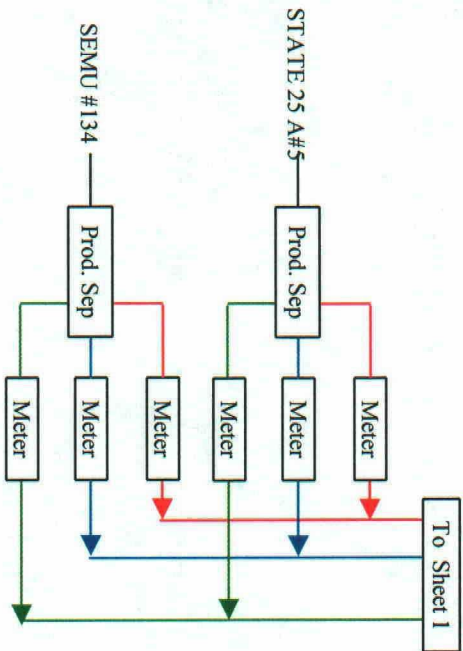 To Sheet 1
Meter
STATE 25 A#5 Prod. Sep Meter
Meter
Meter
SEMU #134 Prod. Sep Meter
Meter